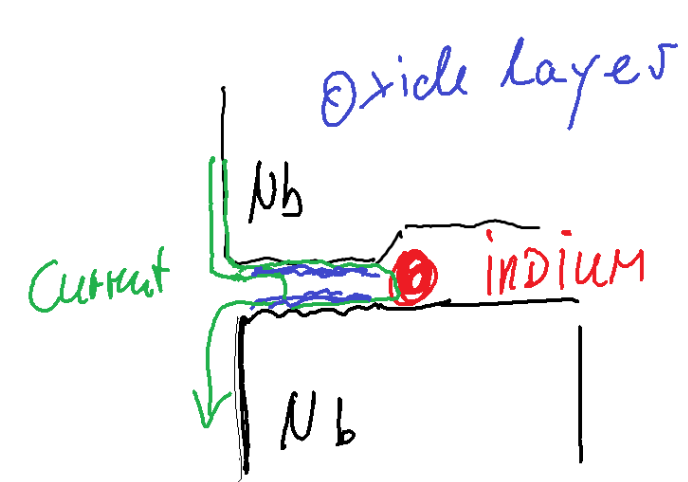 Oxide layer
Nb
Current
inDiuM
Nb